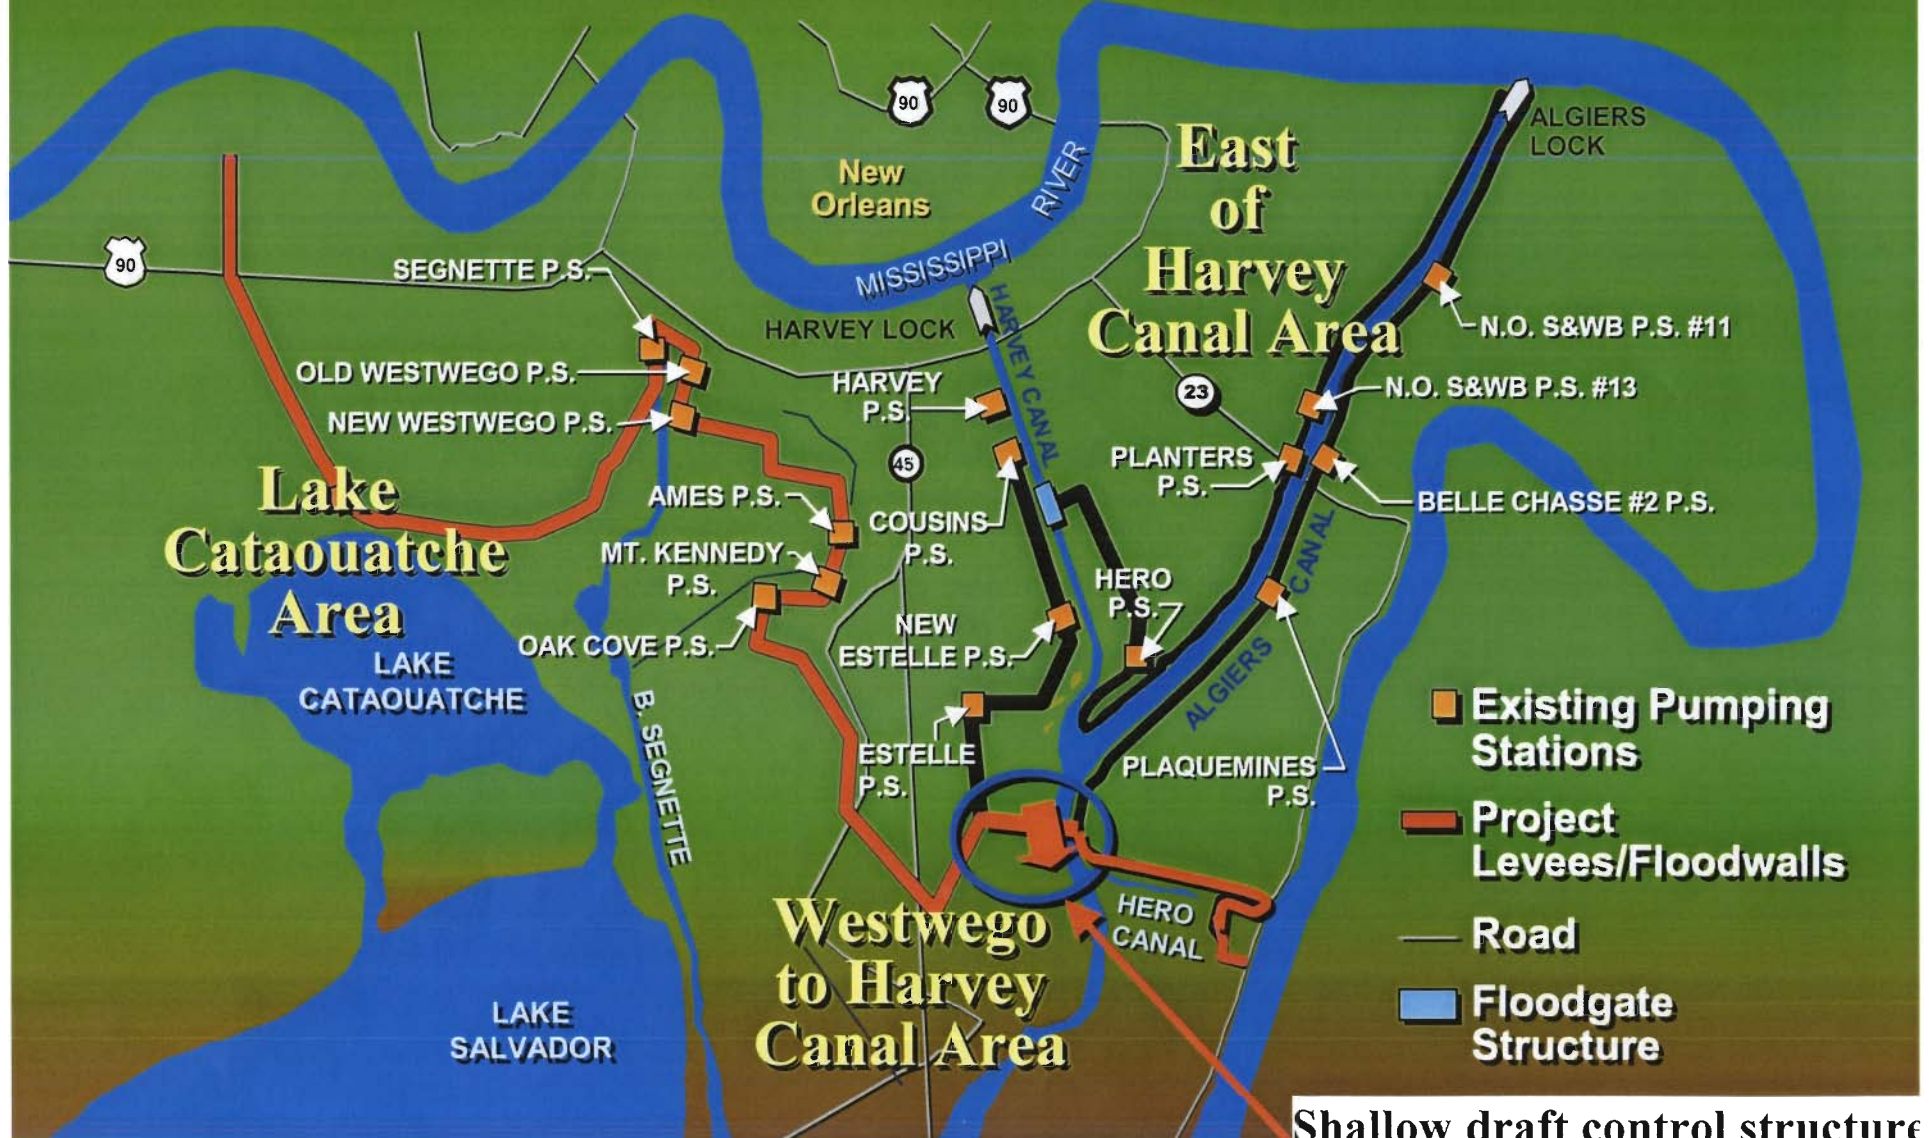 90
90
ALGIERS
LOCK
East
of
Harvey
Canal Area
New
Orleans
MISSISSIPPI
RIVER
90
SEGNETTE P.S.
HARVEY LOCK
HARVEY CANAL
N.O. S&WB P.S. #11
OLD WESTWEGO P.S.
HARVEY
P.S.
23
N.O. S&WB P.S. #13
NEW WESTWEGO P.S.
45
PLANTERS
P.S.
BELLE CHASSE #2 P.S.
Lake
Cataouatche
Area
AMES P.S.
COUSINS
P.S.
MT. KENNEDY
P.S.
HERO
P.S.
ALGIERS CANAL
OAK COVE P.S.
NEW
ESTELLE P.S.
LAKE
CATAOUATCHE
B. SEGNETTE
ESTELLE
P.S.
PLAQUEMINES
P.S.
HERO
CANAL
Westwego
to Harvey
Canal Area
LAKE
SALVADOR
Existing Pumping
Stations
Project
Levees/Floodwalls
Road
Floodgate
Structure
Shallow draft control structure